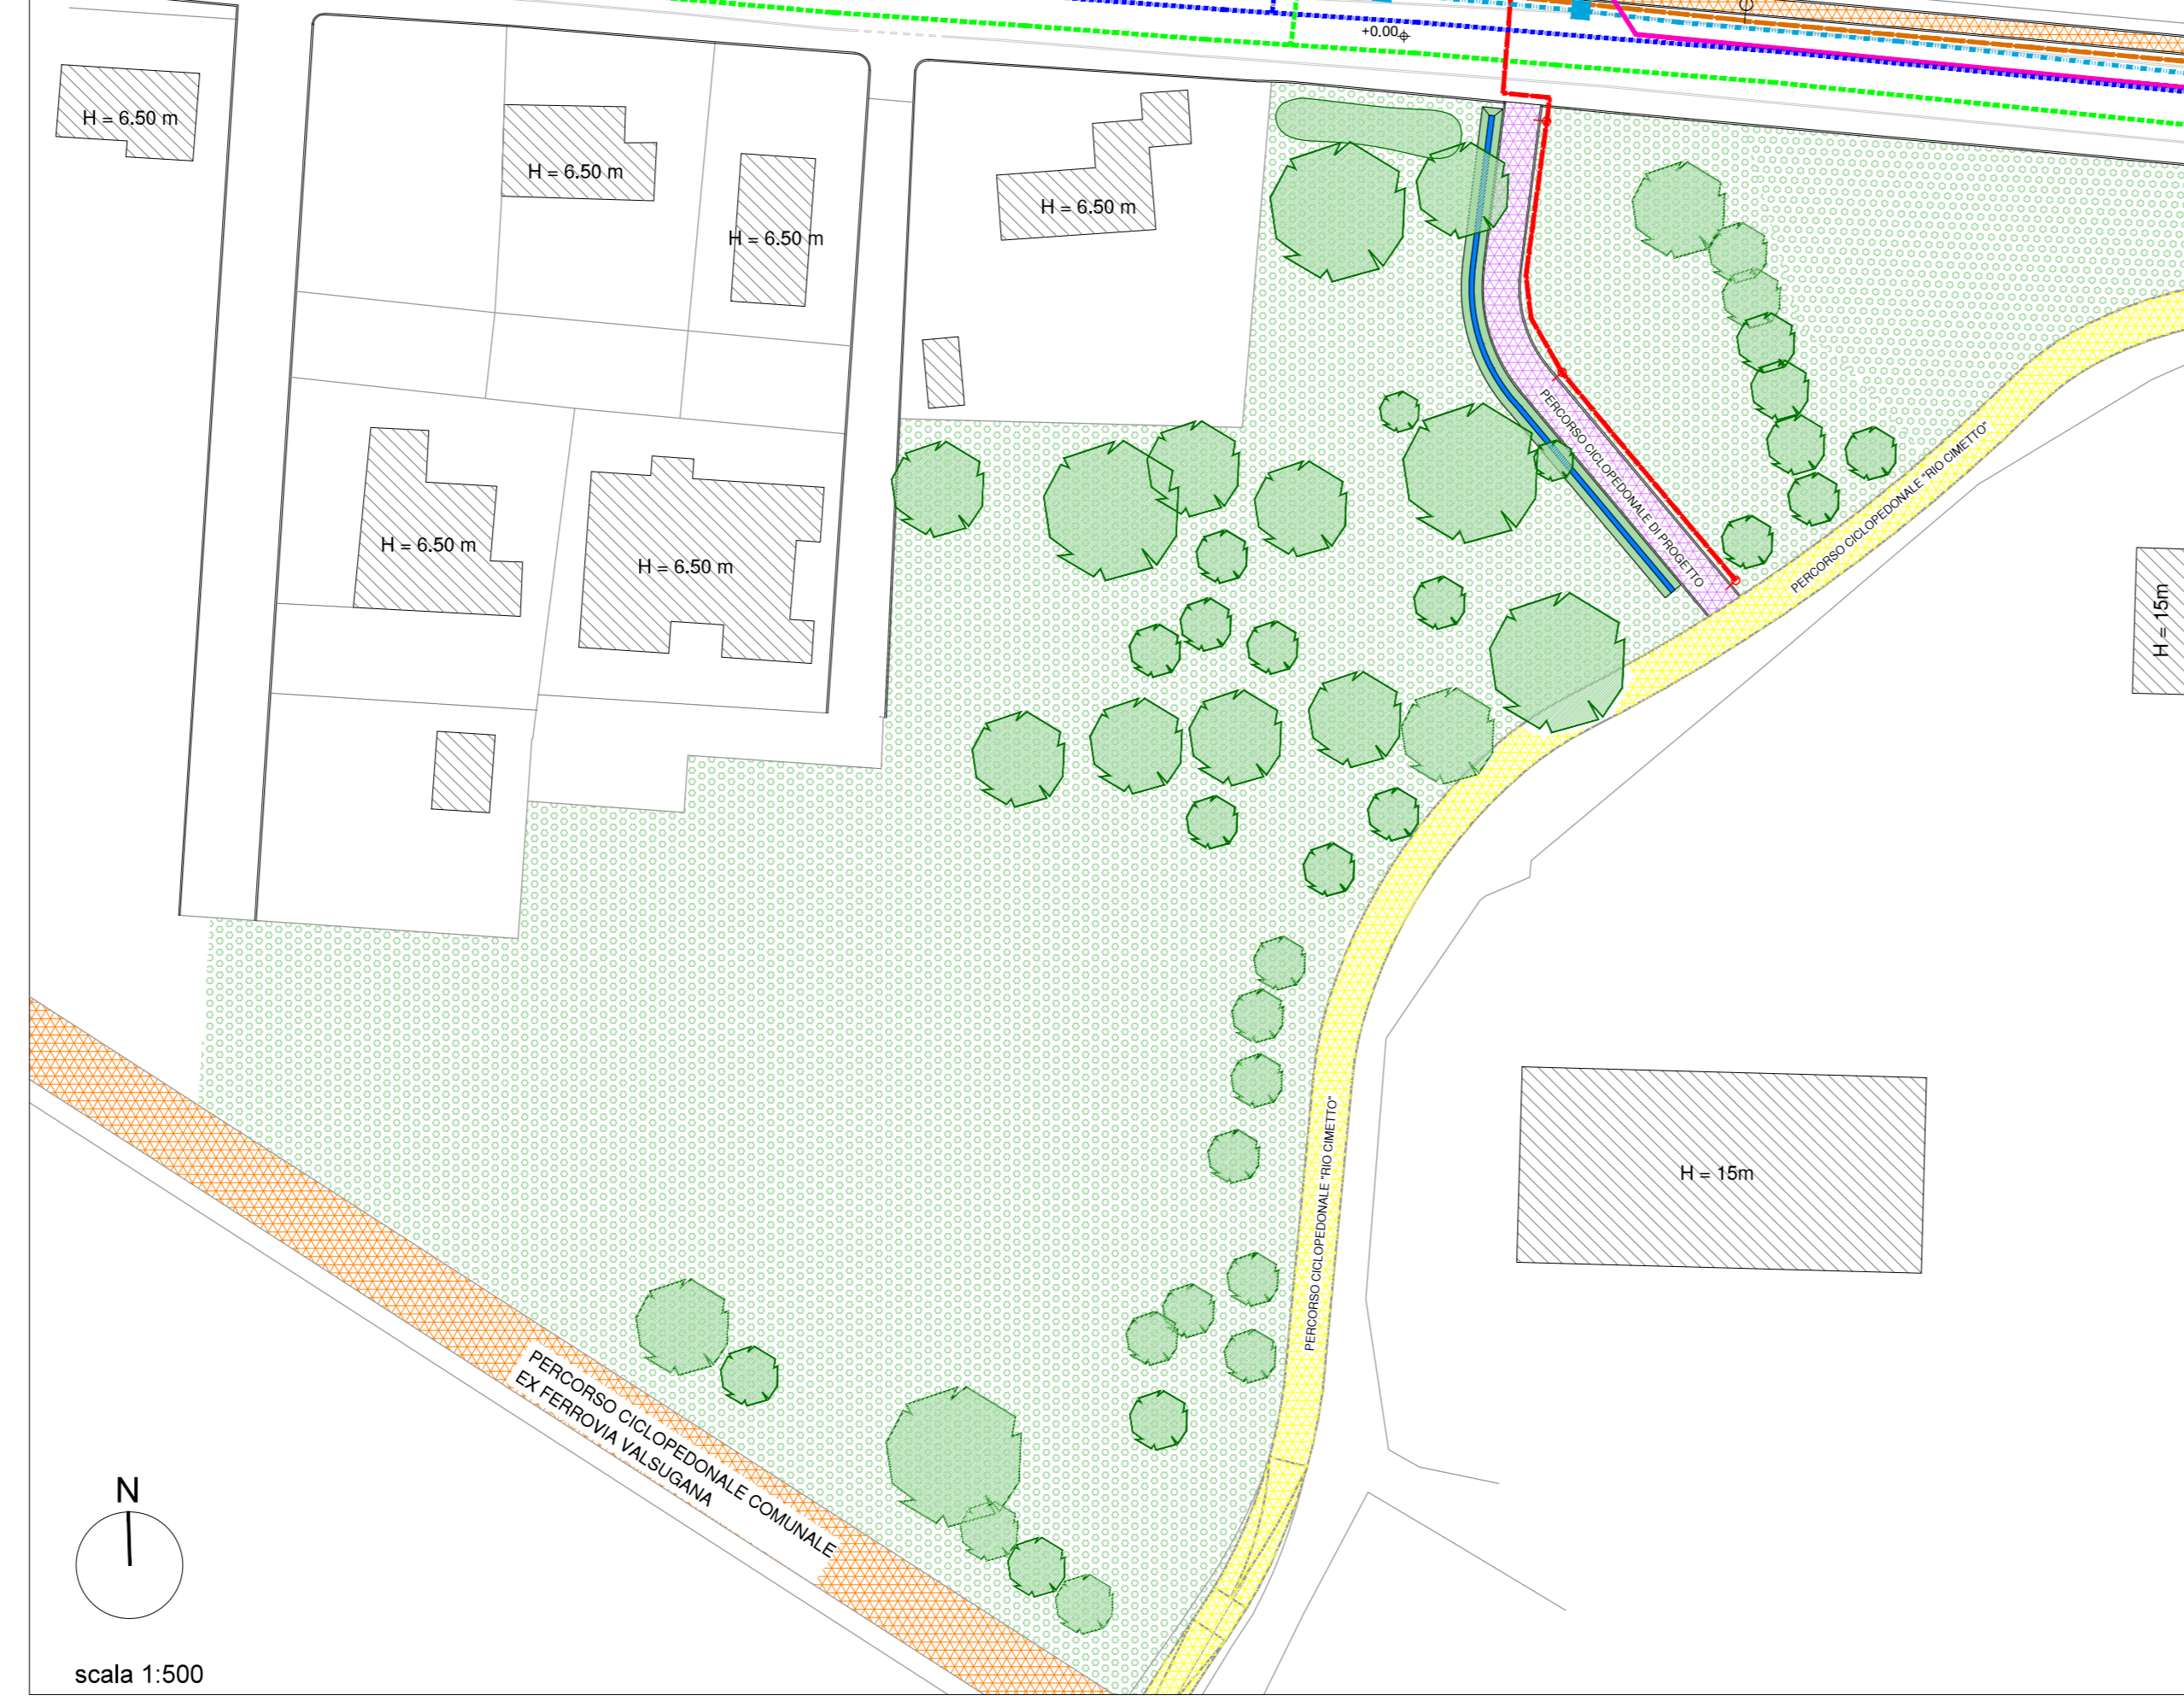 +0.00
H = 6.50 m
H = 6.50 m
H = 6.50 m
H = 6.50 m
PERCORSO CICLOPEDONALE DI PROGETTO
PERCORSO CICLOPEDONALE "RIO CIMETTO"
H = 6.50 m
H = 6.50 m
H = 15m
H = 15m
PERCORSO CICLOPEDONALE "RIO CIMETTO"
PERCORSO CICLOPEDONALE COMUNALE
EX FERROVIA VALSUGANA
N
scala 1:500